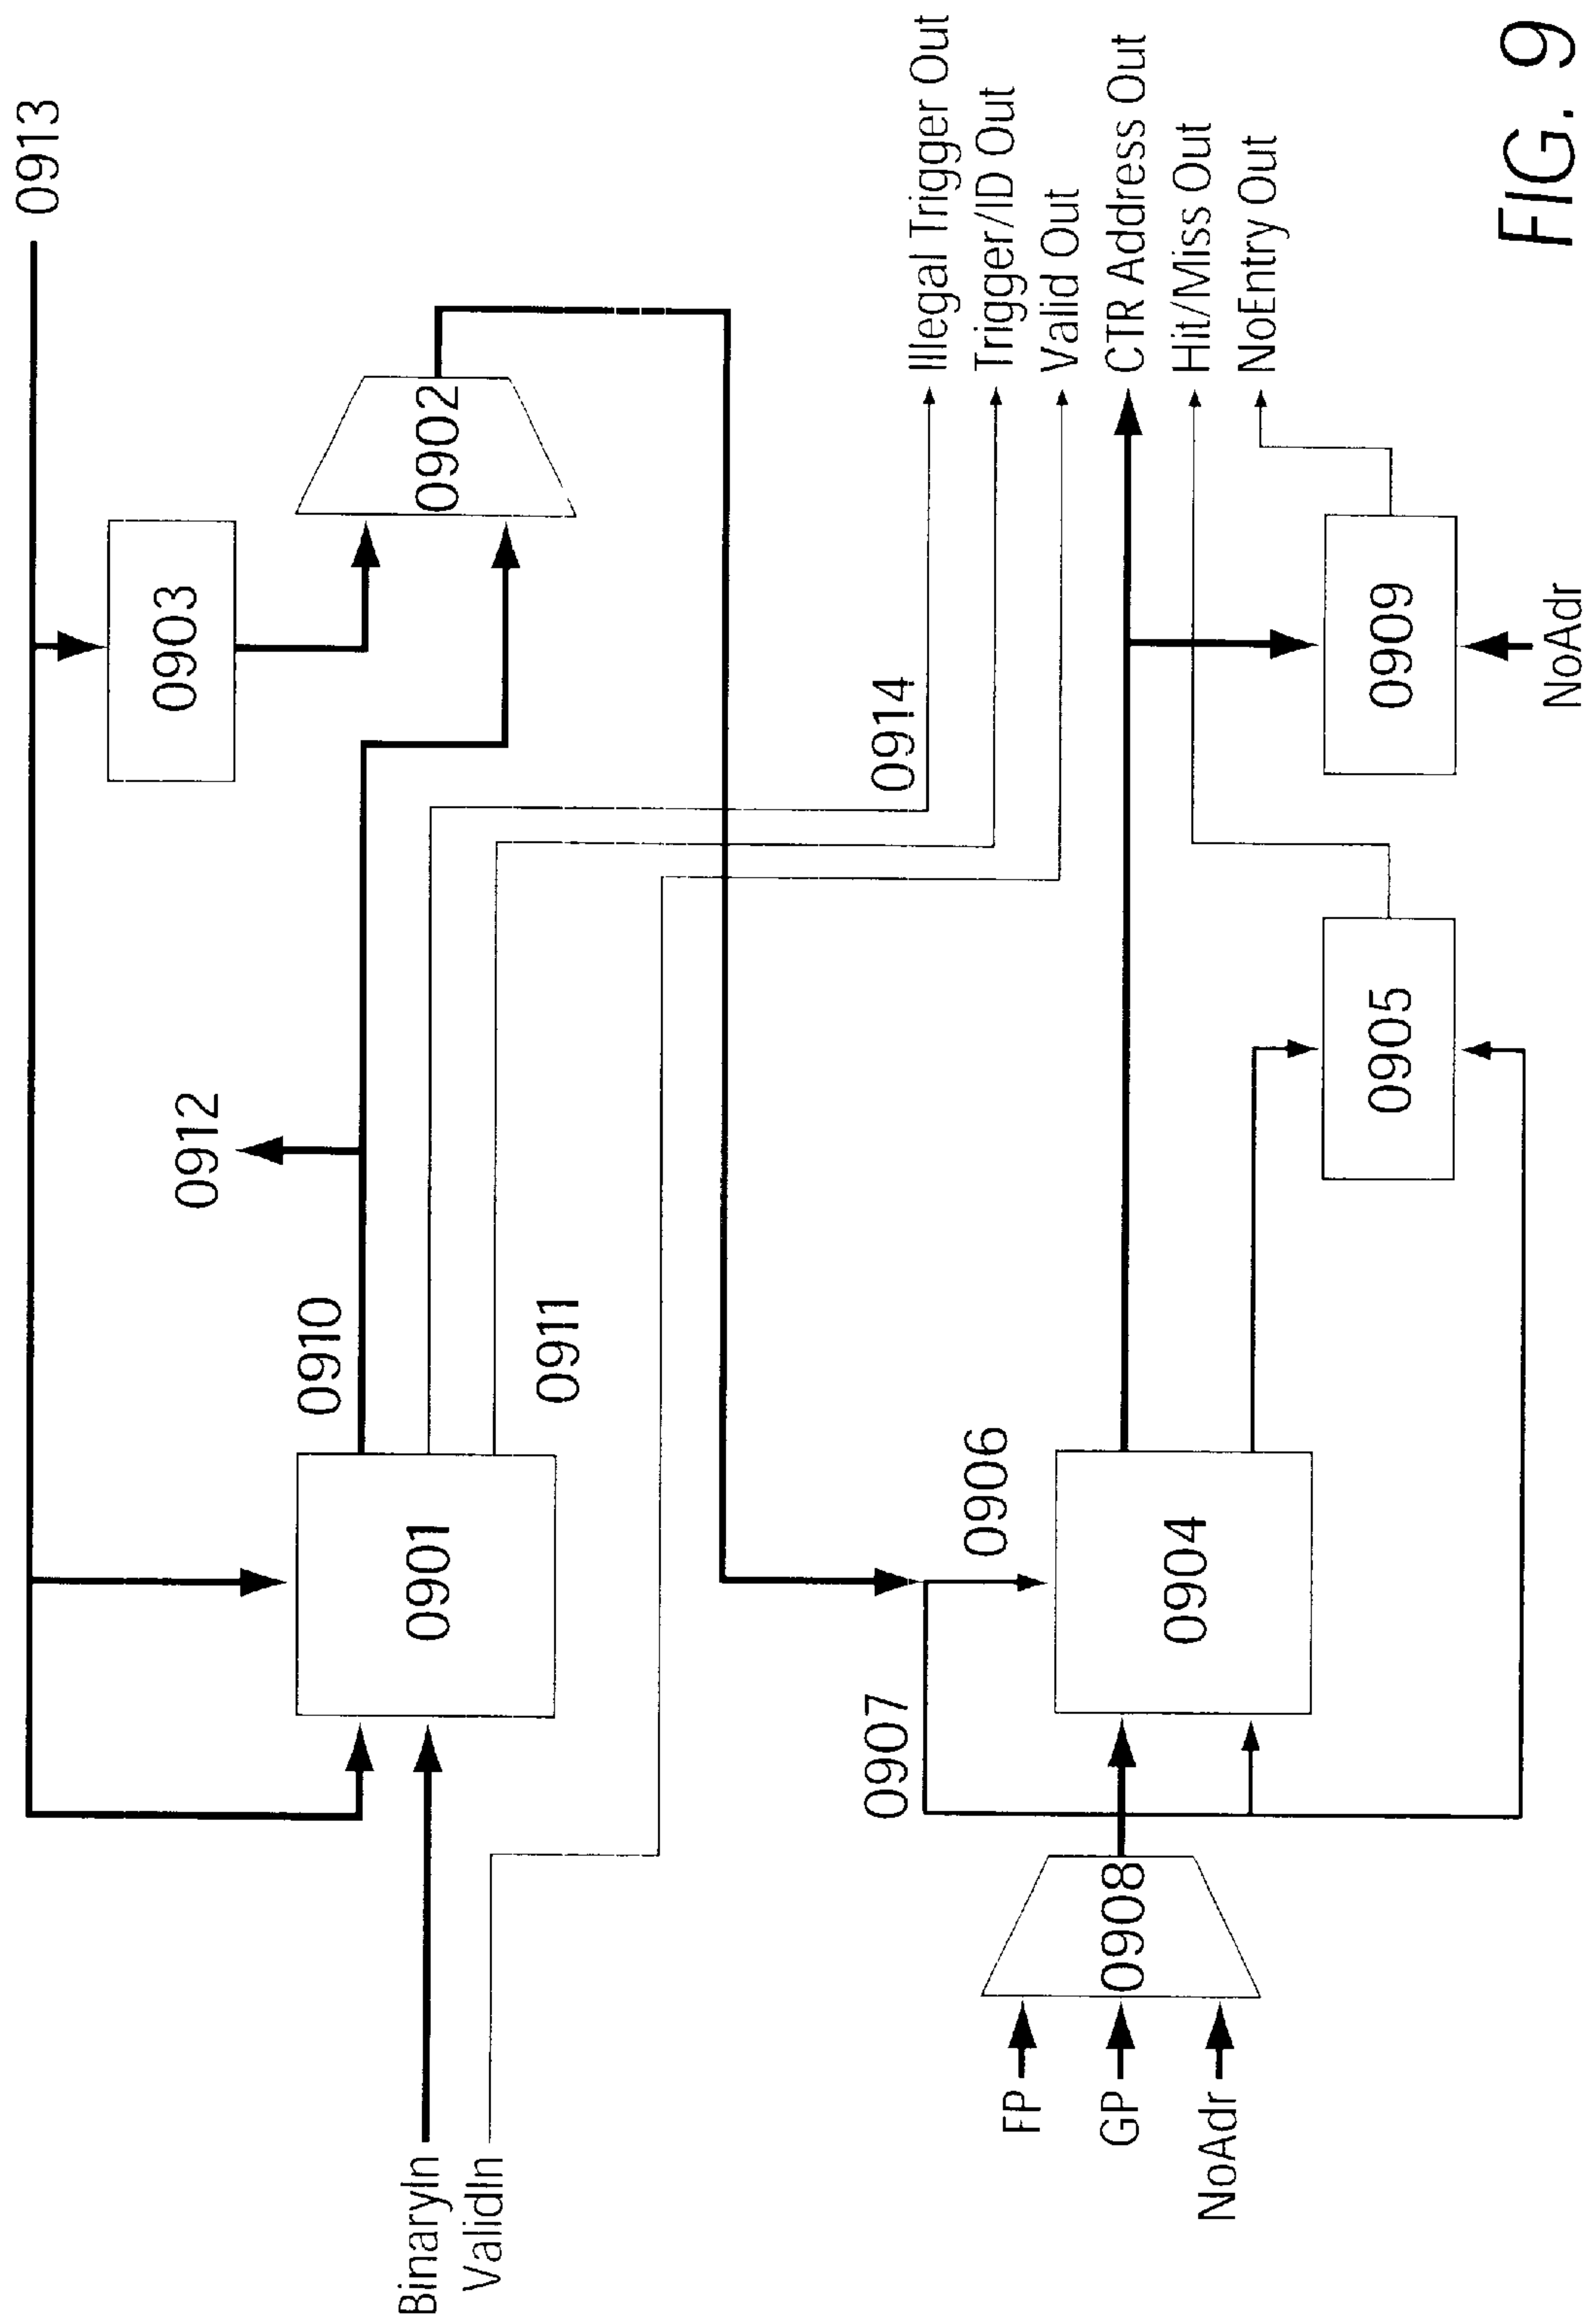 0913
0903
0902
0912
0910
0901
0911
BinaryIn
ValidIn
0914
Illegal Trigger Out
Trigger/ID Out
Valid Out
CTR Address Out
Hit/Miss Out
NoEntry Out
0907
0906
0904
0908
FP
GP
NoAdr
0905
0909
NoAdr
FIG. 9